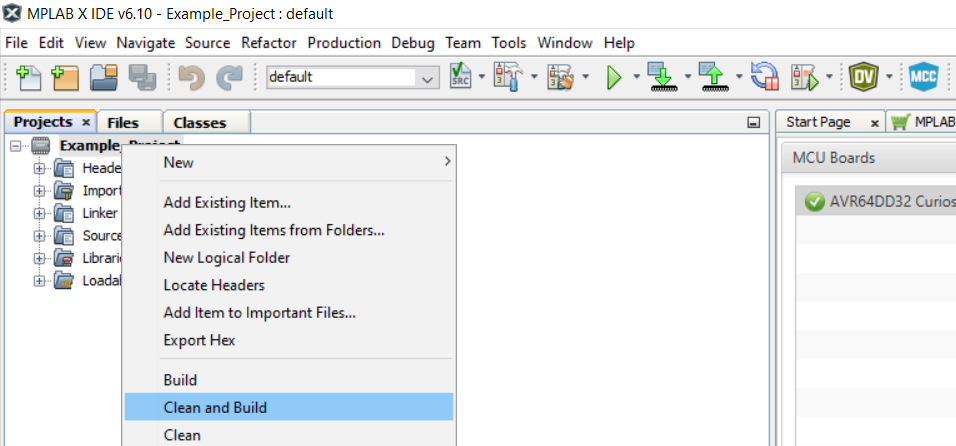 MPLAB X IDE v6.10 - Example_Project : default
File Edit View Navigate Source Refactor Production Debug Team Tools Window Help
default
SRC
DV
MCC
Projects × Files Classes
Start Page × MPLAB
Example_Project
MCU Boards
New
Heade
Import
AVR64DD32 Curios
Add Existing Item...
Linker
Source
Add Existing Items from Folders...
Librarie
New Logical Folder
Loadal
Locate Headers
Add Item to Important Files...
Export Hex
Build
Clean and Build
Clean